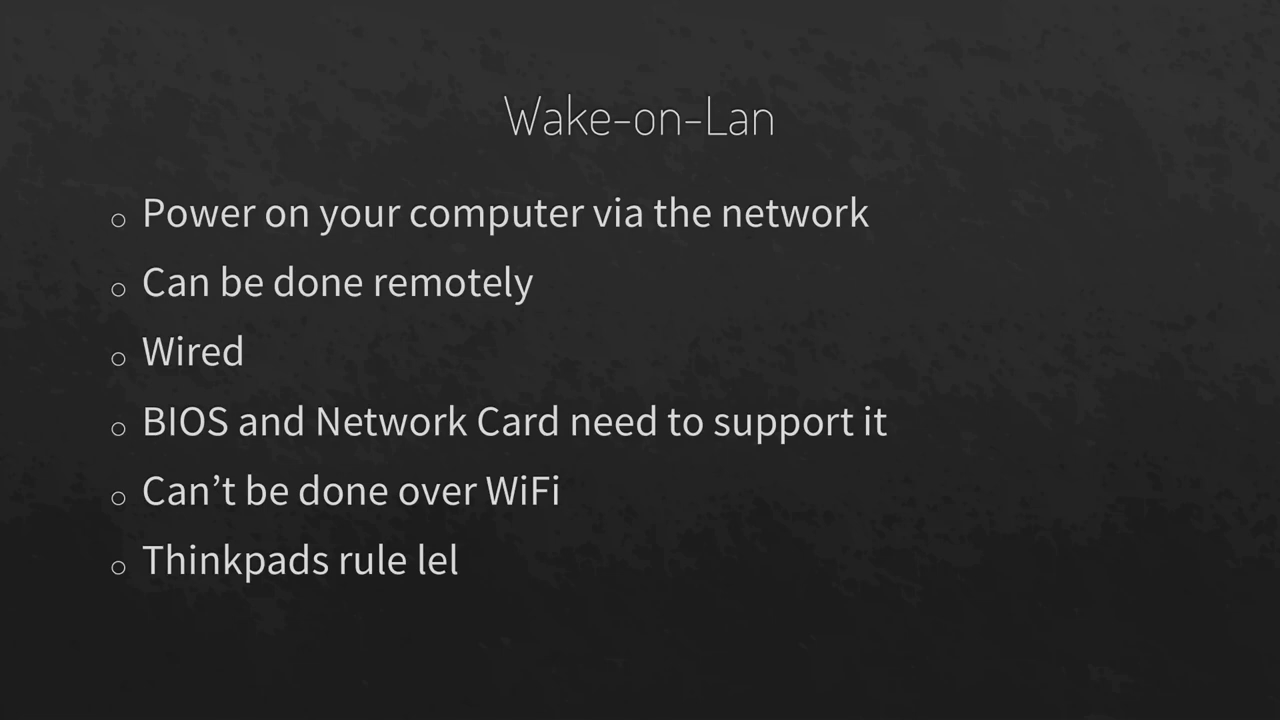 Wake-on-Lan
Power on your computer via the network
Can be done remotely
Wired
BIOS and Network Card need to support it
Can’t be done over WiFi
Thinkpads rule lel